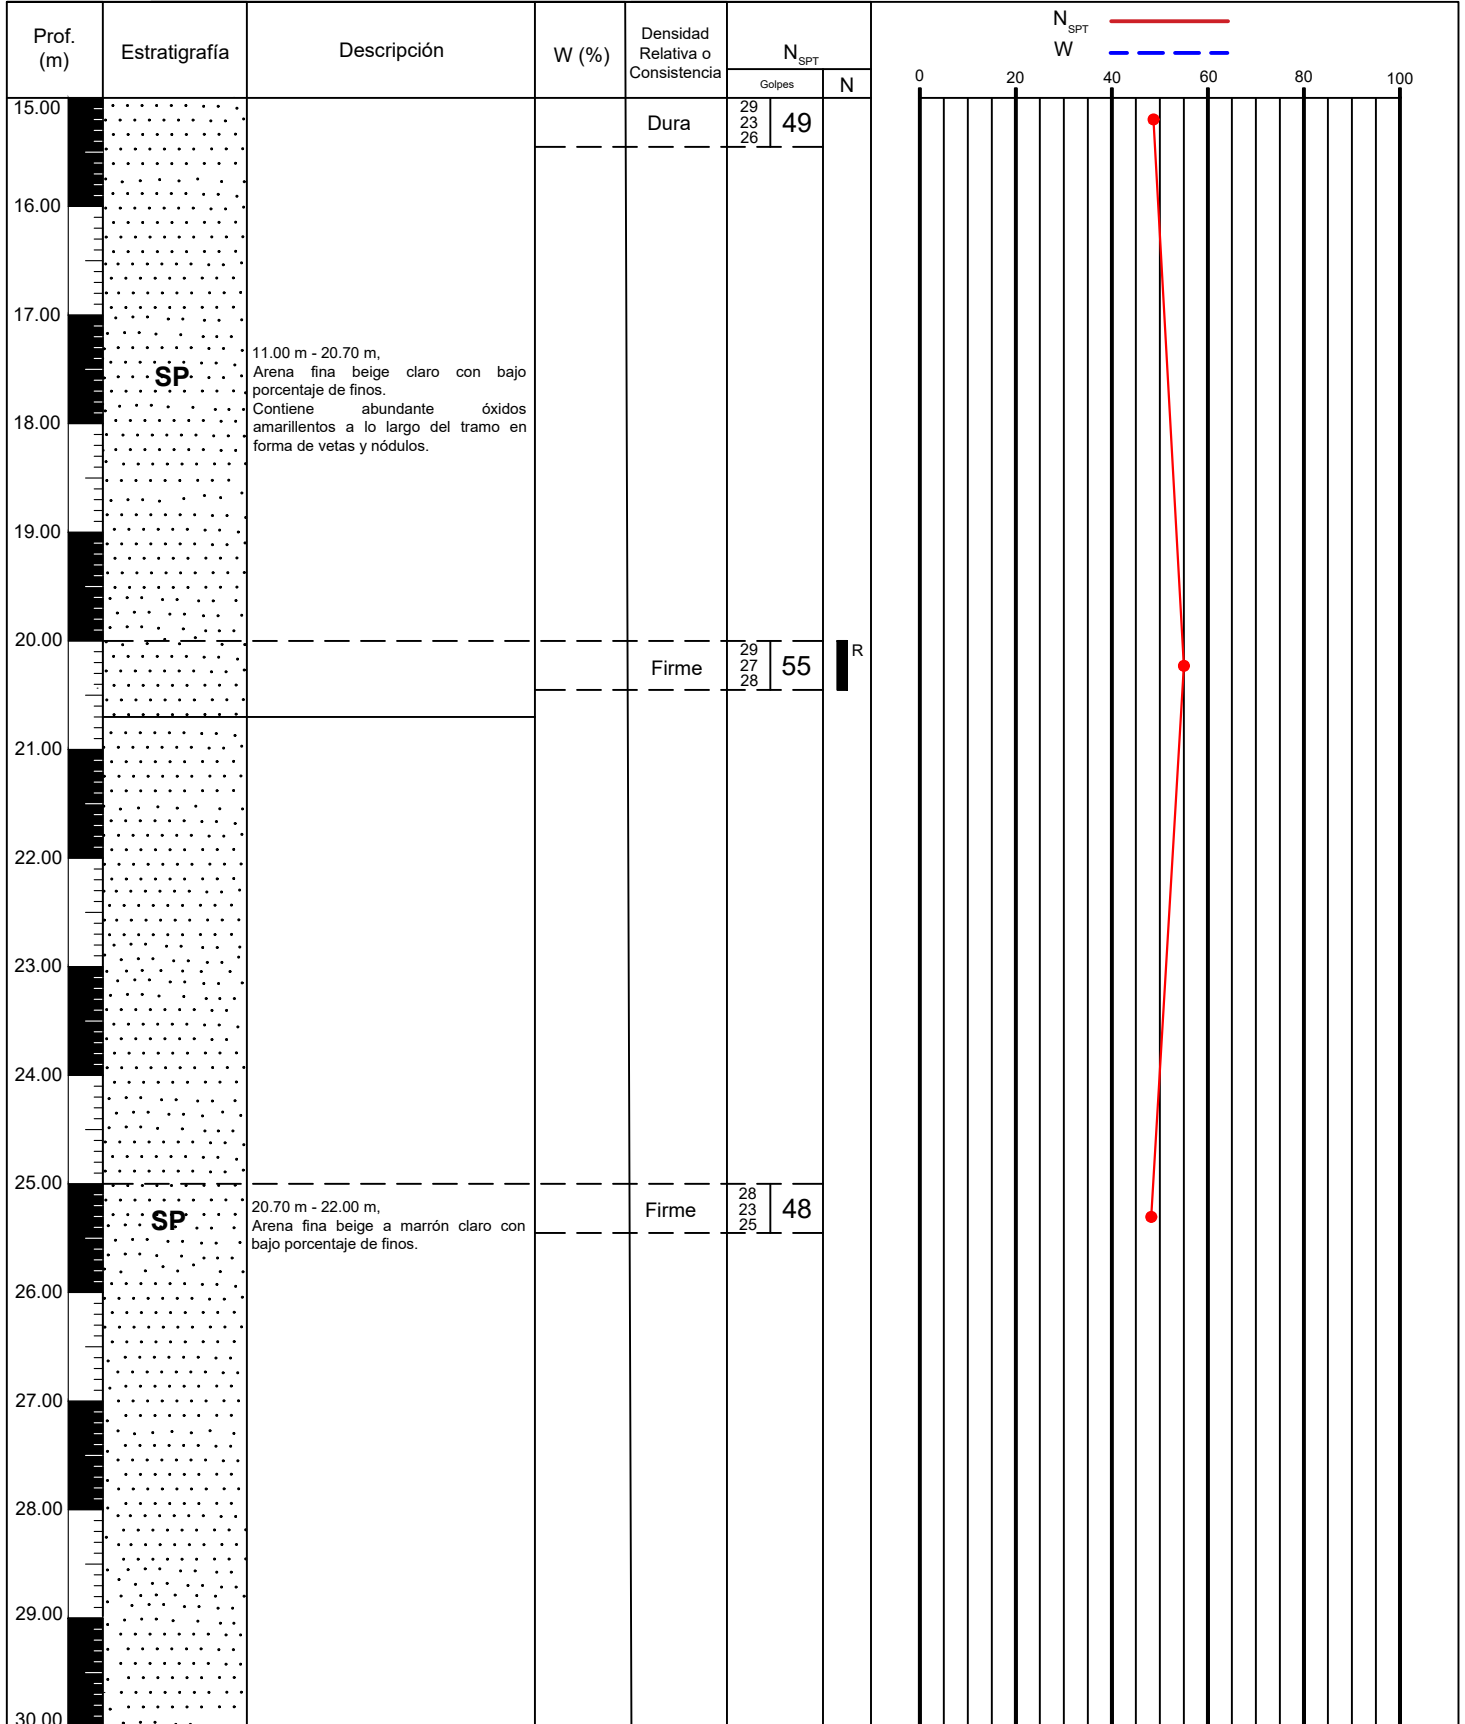 Prof.
(m)
Estratigrafía
Descripción
W (%)
Densidad
Relativa o
Consistencia
N SPT
Golpes
N
N SPT
W
0 20 40 60 80 100
15.00
Dura
29
23
26
49
16.00
17.00
SP
11.00 m - 20.70 m,
Arena fina beige claro con bajo
porcentaje de finos.
Contiene abundante óxidos
amarillentos a lo largo del tramo en
forma de vetas y nódulos.
18.00
19.00
20.00
Firme
29
27
28
55
R
21.00
22.00
23.00
24.00
25.00
SP
20.70 m - 22.00 m,
Arena fina beige a marrón claro con
bajo porcentaje de finos.
Firme
28
23
25
48
26.00
27.00
28.00
29.00
30.00